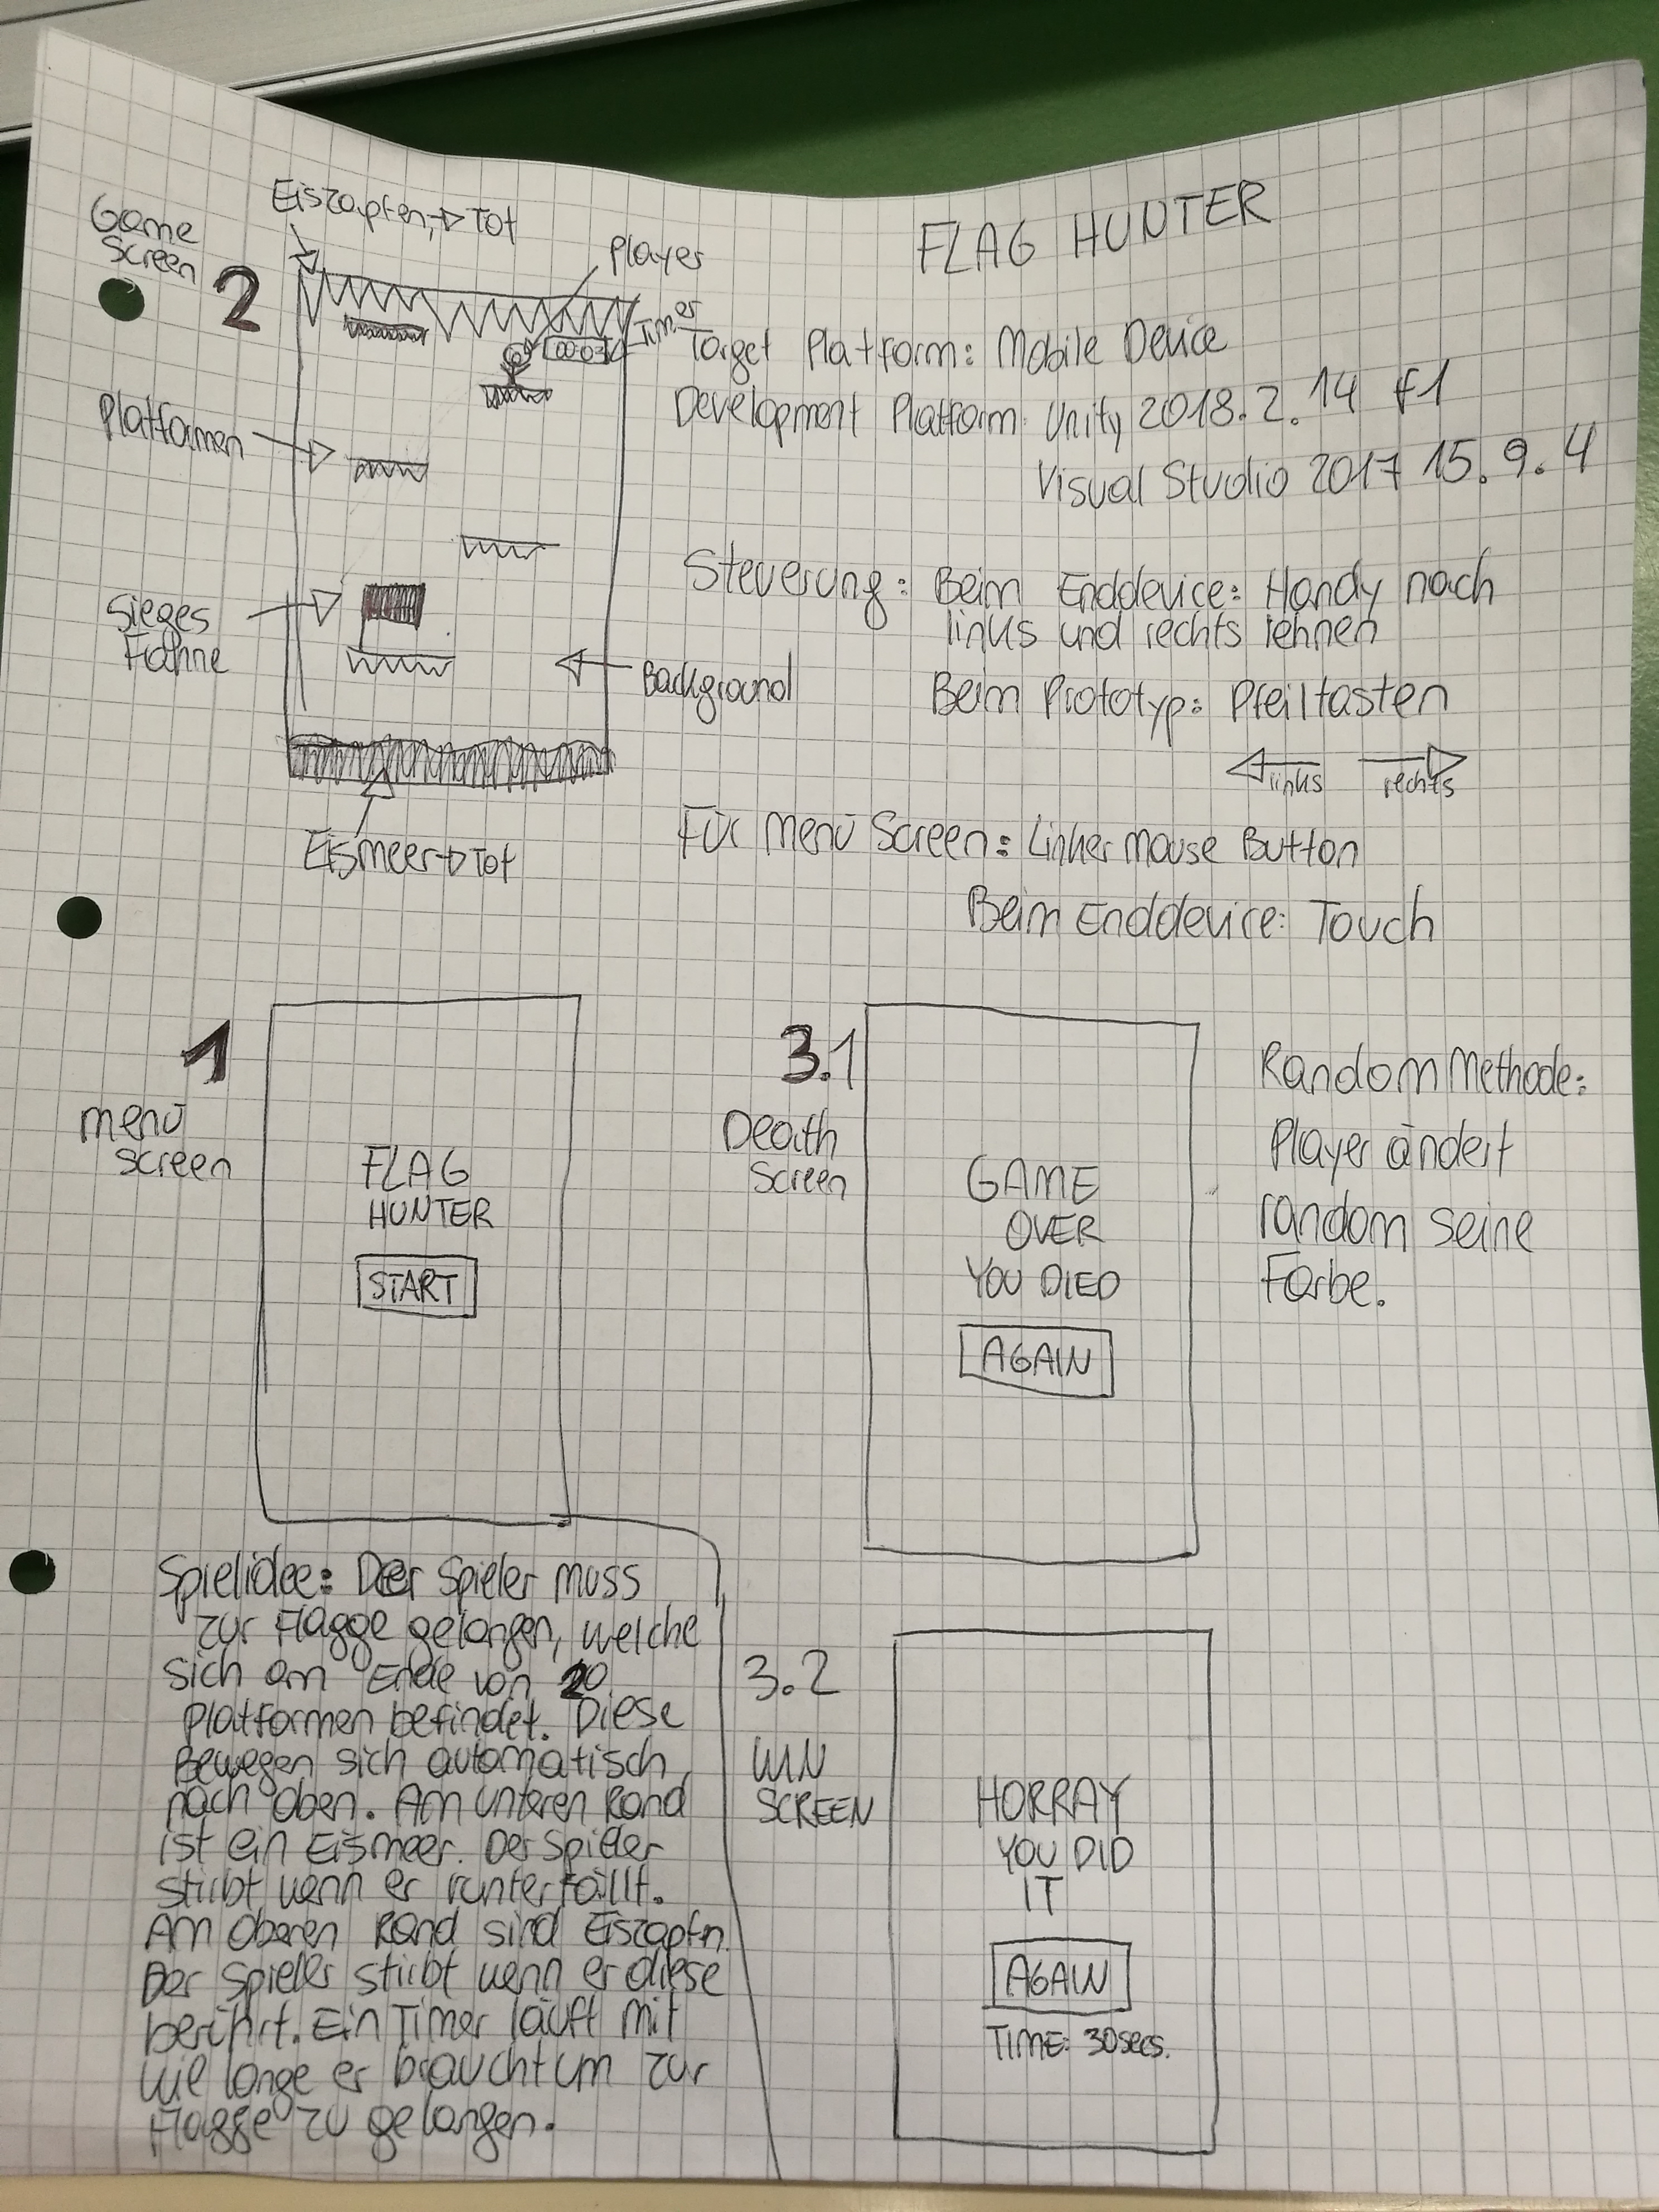 FLAG HUNTER
Game
Screen
2
Eiszapfen, → Tot
Player
Timer
00:03
Platformen
Sieges
Fahne
Background
Eismeer → Tot
Target Platform: Mobile Device
Development Platform: Unity 2018.2.14 f1
Visual Studio 2017 15.9.4
Steuerung: Beim Enddevice: Handy nach
links und rechts lehnen
Beim Prototyp: Pfeiltasten
links rechts
Für Menü Screen: Linker Mouse Button
Beim Enddevice: Touch
1
Menü
Screen
FLAG
HUNTER
START
3.1
Death
Screen
GAME
OVER
YOU DIED
AGAIN
Random Methode:
Player ändert
random seine
Farbe.
Spielidee: Der Spieler muss
zur Flagge gelangen, welche
sich am Ende von 20
Platformen befindet. Diese
Bewegen sich automatisch
nach oben. Am unteren Rand
ist ein Eismeer. Der Spieler
stirbt wenn er runterfällt.
Am oberen Rand sind Eiszapfn.
Der Spieler stirbt wenn er diese
berührt. Ein Timer läuft mit
wie lange er braucht um zur
Flagge zu gelangen.
3.2
WIN
SCREEN
HORRAY
YOU DID
IT
AGAIN
TIME: 30secs.